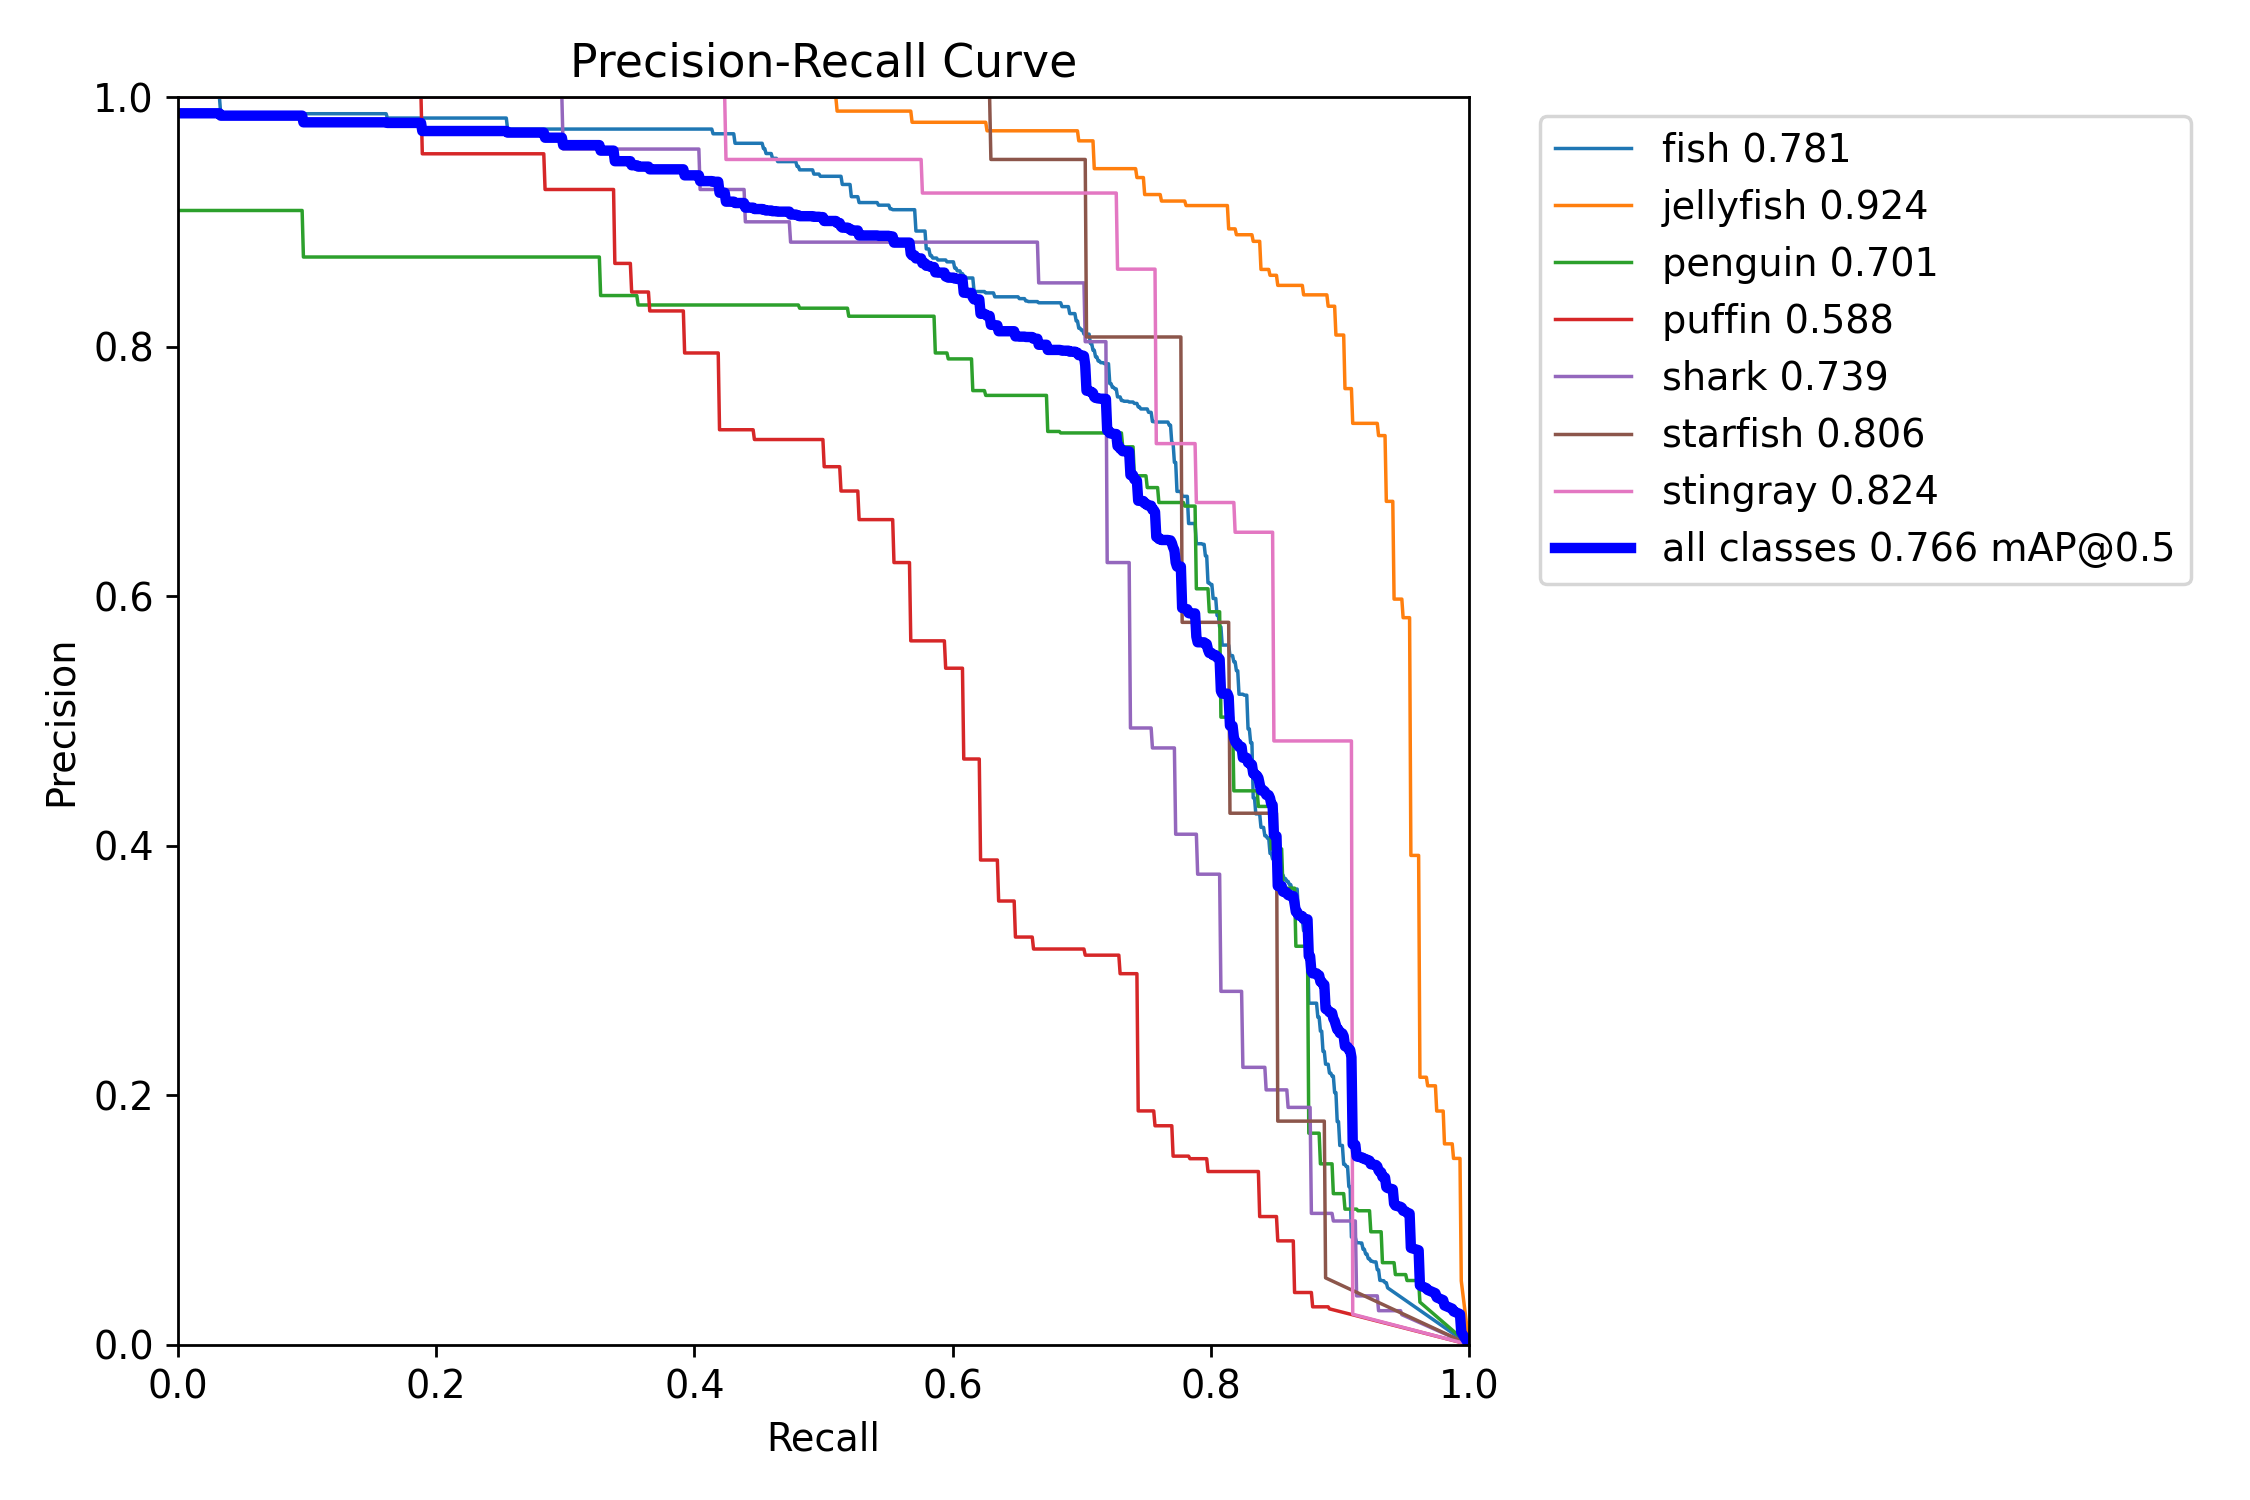 Precision-Recall Curve
1.0
0.8
0.6
0.4
0.2
0.0
Precision
0.0 0.2 0.4 0.6 0.8 1.0
Recall
fish 0.781
jellyfish 0.924
penguin 0.701
puffin 0.588
shark 0.739
starfish 0.806
stingray 0.824
all classes 0.766 mAP@0.5